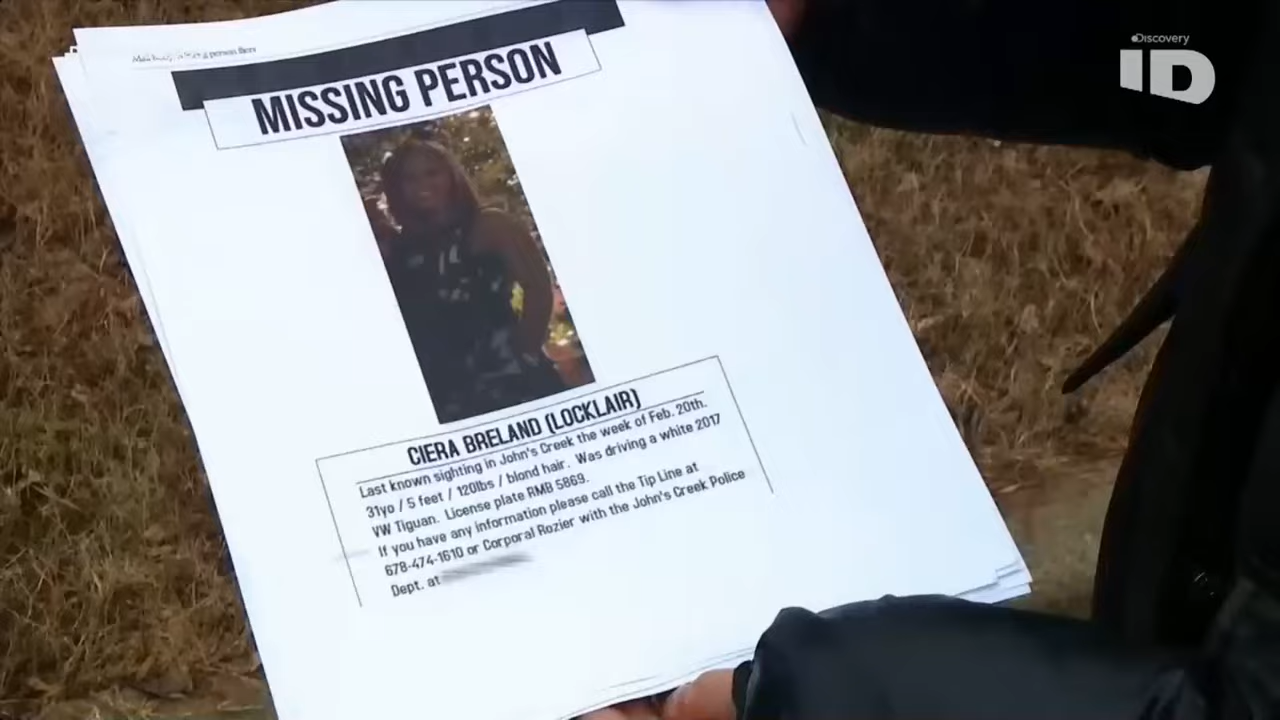 Discovery
ID
MISSING PERSON
CIERA BRELAND (LOCKLAIR)
Last known sighting in John's Creek the week of Feb. 20th.
31yo / 5 feet / 120lbs / blond hair. Was driving a white 2017
VW Tiguan. License plate RMB 5869.
If you have any information please call the Tip Line at
678-474-1610 or Corporal Rozier with the John's Creek Police
Dept. at